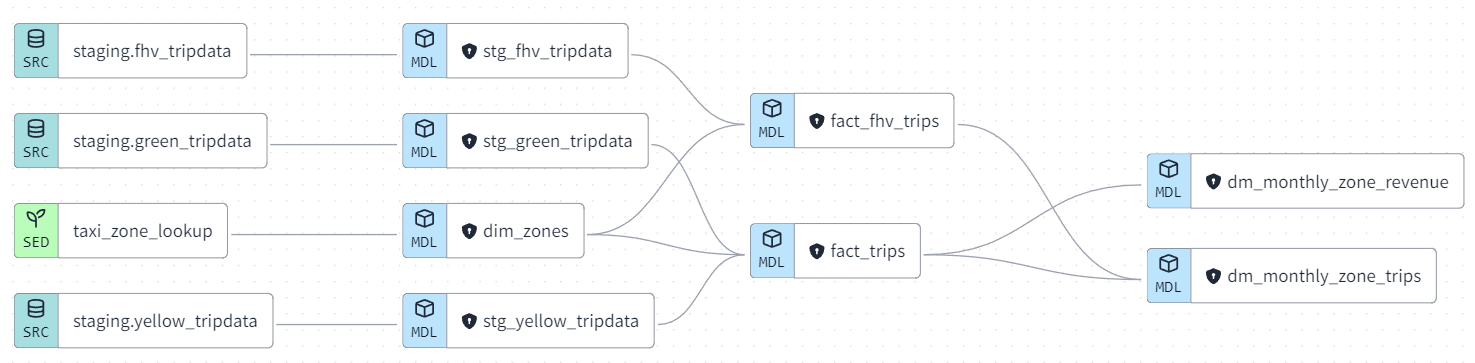 SRC staging.fhv_tripdata
MDL stg_fhv_tripdata
MDL fact_fhv_trips
SRC staging.green_tripdata
MDL stg_green_tripdata
MDL dm_monthly_zone_revenue
SED taxi_zone_lookup
MDL dim_zones
MDL fact_trips
MDL dm_monthly_zone_trips
SRC staging.yellow_tripdata
MDL stg_yellow_tripdata